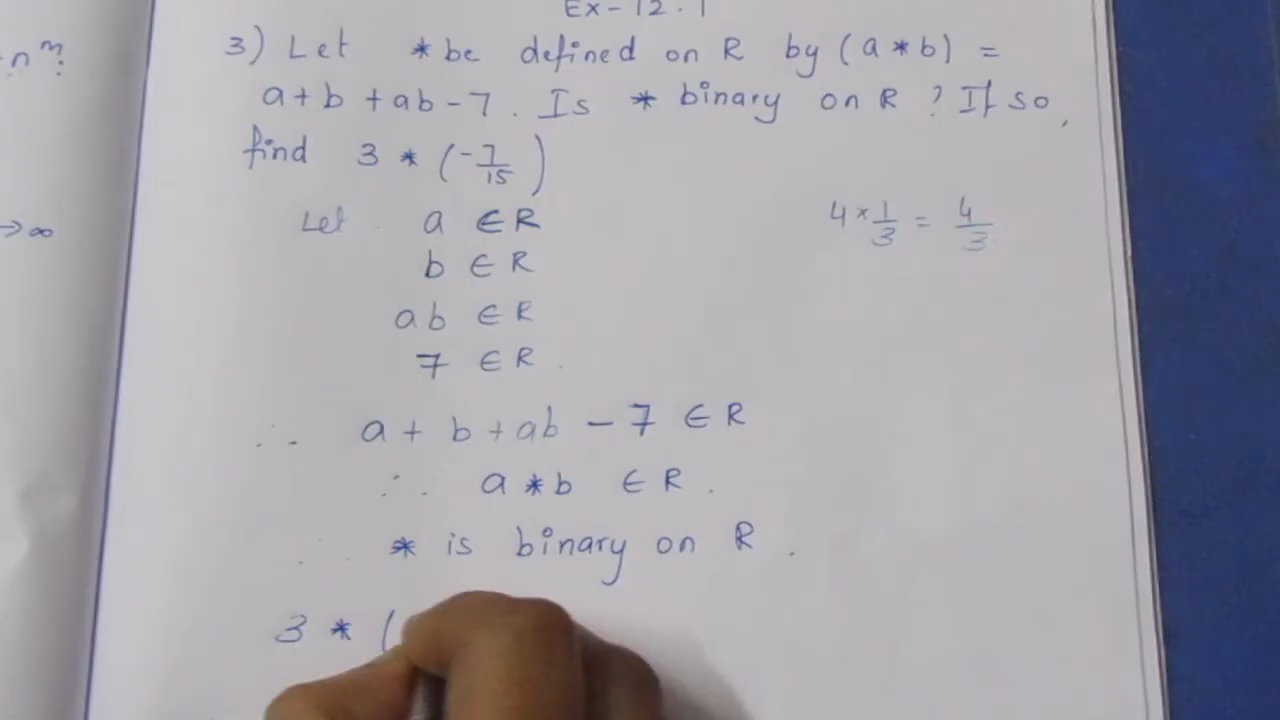 Ex-12.1
3) Let * be defined on R by (a * b) =
a + b + ab - 7. Is * binary on R? If so,
find 3 * (-7/15)
Let a ∈ R
4 × 1/3 = 4/3
b ∈ R
ab ∈ R
7 ∈ R.
∴ a + b + ab - 7 ∈ R
∴ a * b ∈ R.
* is binary on R.
3 * (
n^m?
→∞